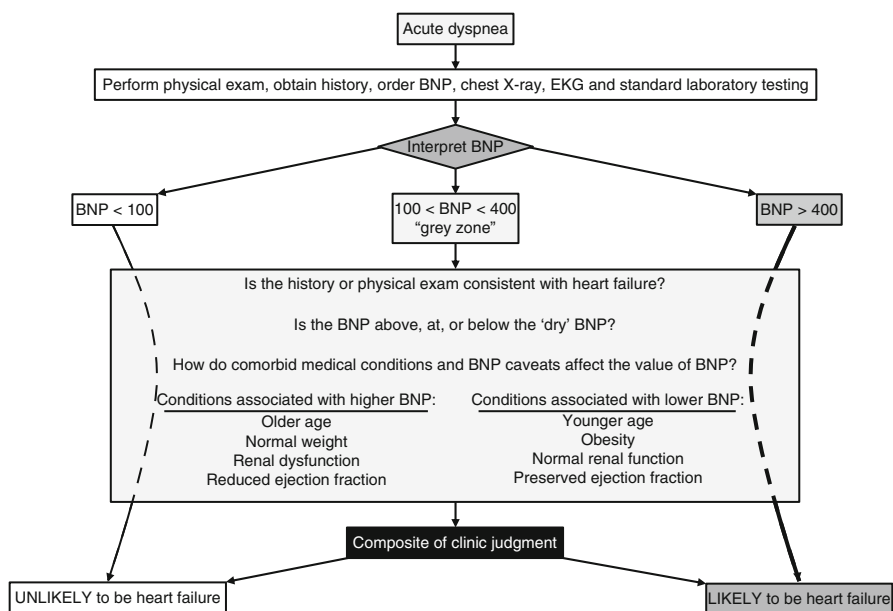 Acute dyspnea
Perform physical exam, obtain history, order BNP, chest X-ray, EKG and standard laboratory testing
Interpret BNP
BNP < 100
100 < BNP < 400
“grey zone”
BNP > 400
Is the history or physical exam consistent with heart failure?
Is the BNP above, at, or below the ‘dry’ BNP?
How do comorbid medical conditions and BNP caveats affect the value of BNP?
Conditions associated with higher BNP:
Older age
Normal weight
Renal dysfunction
Reduced ejection fraction
Conditions associated with lower BNP:
Younger age
Obesity
Normal renal function
Preserved ejection fraction
Composite of clinic judgment
UNLIKELY to be heart failure
LIKELY to be heart failure